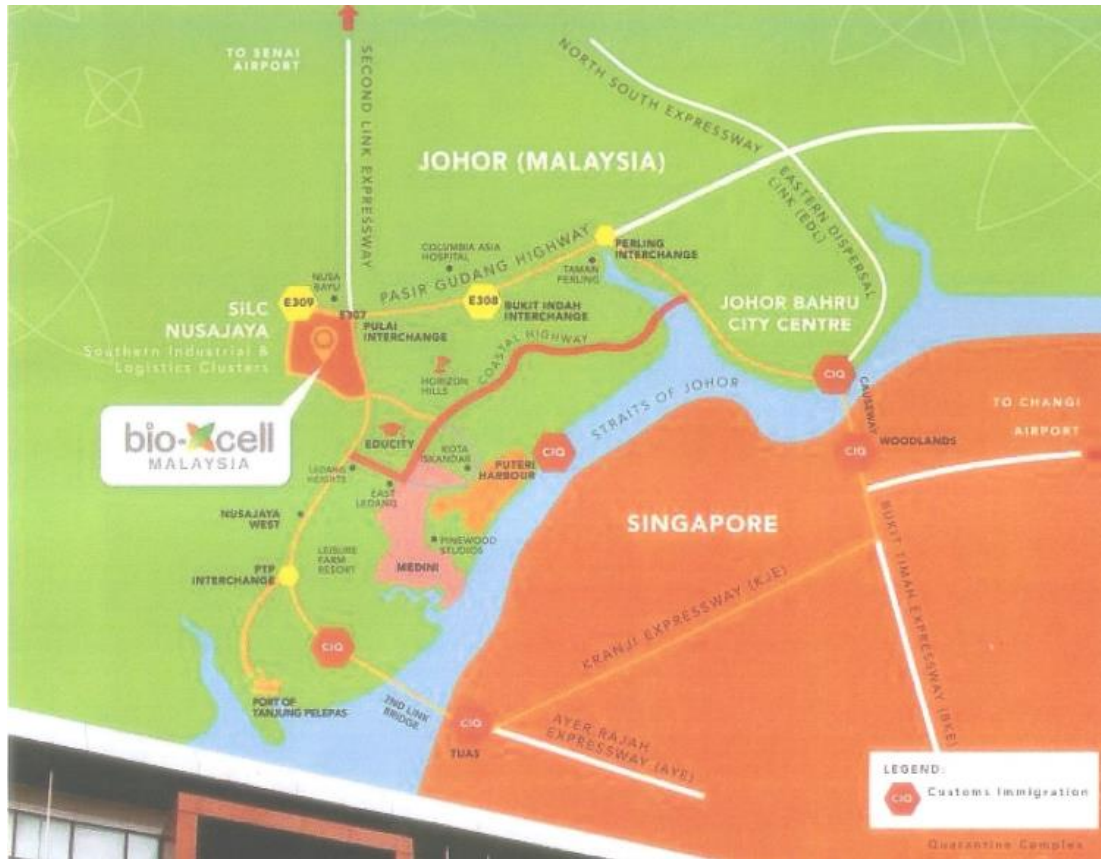 TO SENAI
AIRPORT
SECOND LINK EXPRESSWAY
NORTH SOUTH EXPRESSWAY
JOHOR (MALAYSIA)
EASTERN DISPERSAL
LINK (EDL)
COLUMBIA ASIA
HOSPITAL
PASIR GUDANG HIGHWAY
PERLING
INTERCHANGE
TAMAN
PERLING
NUSA
BAYU
E309
E307
E308
SiLC
NUSAJAYA
Southern Industrial &
Logistics Clusters
PULAI
INTERCHANGE
BUKIT INDAH
INTERCHANGE
JOHOR BAHRU
CITY CENTRE
COASTAL HIGHWAY
HORIZON
HILLS
CIQ
STRAITS OF JOHOR
CAUSEWAY
TO CHANGI
AIRPORT
bio-xcell
MALAYSIA
EDUCITY
KOTA
ISKANDAR
PUTERI
HARBOUR
CIQ
CIQ
WOODLANDS
LEDANG
HEIGHTS
EAST
LEDANG
NUSAJAYA
WEST
SINGAPORE
PINEWOOD
STUDIOS
LEISURE
FARM
RESORT
MEDINI
PTP
INTERCHANGE
BUKIT TIMAH EXPRESSWAY (BKE)
KRANJI EXPRESSWAY (KJE)
CIQ
PORT OF
TANJUNG PELEPAS
2ND LINK
BRIDGE
CIQ
TUAS
AYER RAJAH
EXPRESSWAY (AYE)
LEGEND:
CIQ Customs Immigration
Quarantine Complex